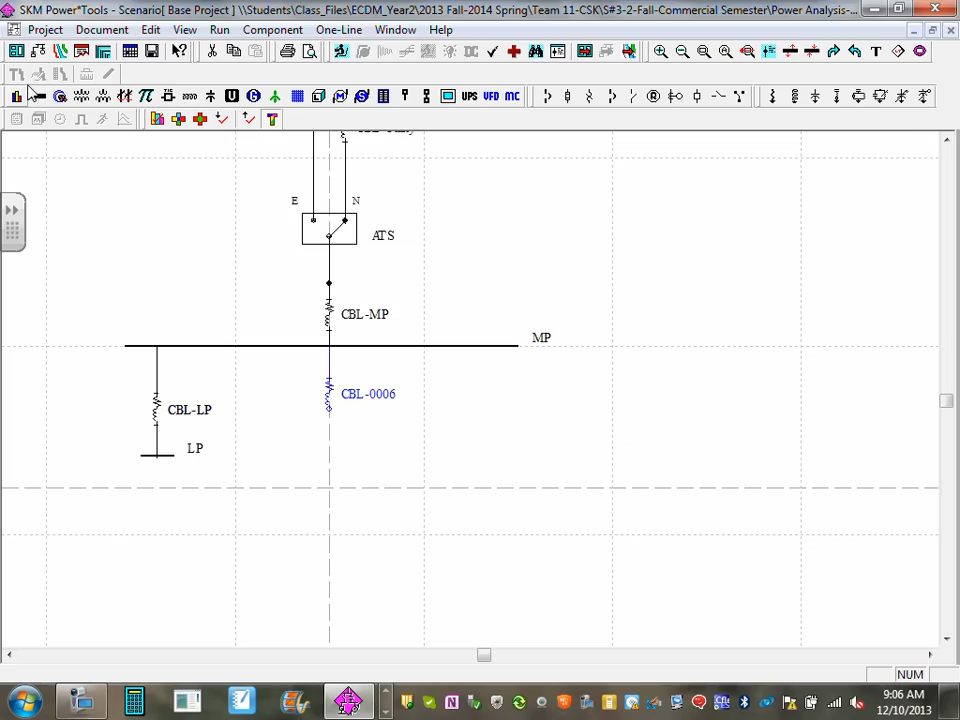 SKM Power*Tools - Scenario[ Base Project ] \\Students\Class_Files\ECDM_Year2\2013 Fall-2014 Spring\Team 11-CSK\S#3-2-Fall-Commercial Semester\Power Analysis-...
Project Document Edit View Run Component One-Line Window Help
DC T
U G M S UPS VFD MC R
E N
ATS
CBL-MP
MP
CBL-0006
CBL-LP
LP
NUM
9:06 AM
12/10/2013